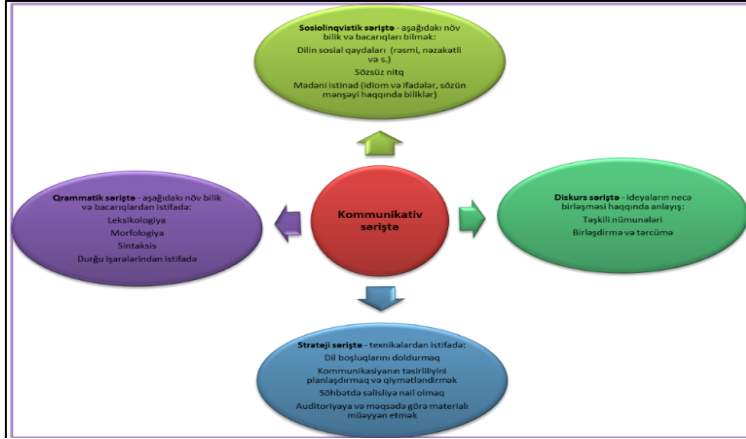 Sosiolinqvistik səriştə - aşağıdakı növ
bilik və bacarıqları bilmək:
Dilin sosial qaydaları (rəsmi, nəzakətli
və s.)
Sözsüz nitq
Mədəni istinad (idiom və ifadələr, sözün
mənşəyi haqqında biliklər)
Qrammatik səriştə - aşağıdakı növ bilik
və bacarıqlardan istifadə:
Leksikologiya
Morfologiya
Sintaksis
Durğu işarələrindən istifadə
Kommunikativ
səriştə
Diskurs səriştə - ideyaların necə
birləşməsi haqqında anlayış:
Təşkili nümunələri
Birləşdirmə və tərcümə
Strateji səriştə - texnikalardan istifadə:
Dil boşluqlarını doldurmaq
Kommunikasiyanın təsirliliyini
planlaşdırmaq və qiymətləndirmək
Söhbətdə səlisliyə nail olmaq
Auditoriyaya və məqsədə görə materialı
müəyyən etmək